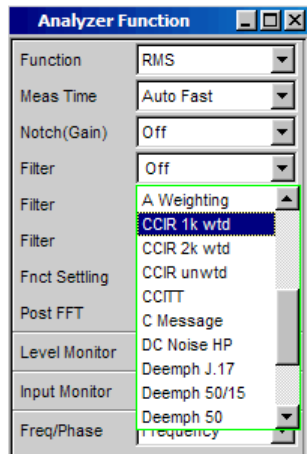 Analyzer Function
Function RMS
Meas Time Auto Fast
Notch(Gain) Off
Filter Off
Filter A Weighting
CCIR 1k wtd
Filter CCIR 2k wtd
CCIR unwtd
Fnct Settling CCITT
Post FFT C Message
Level Monitor DC Noise HP
Deemph J.17
Input Monitor Deemph 50/15
Deemph 50
Freq/Phase Frequency